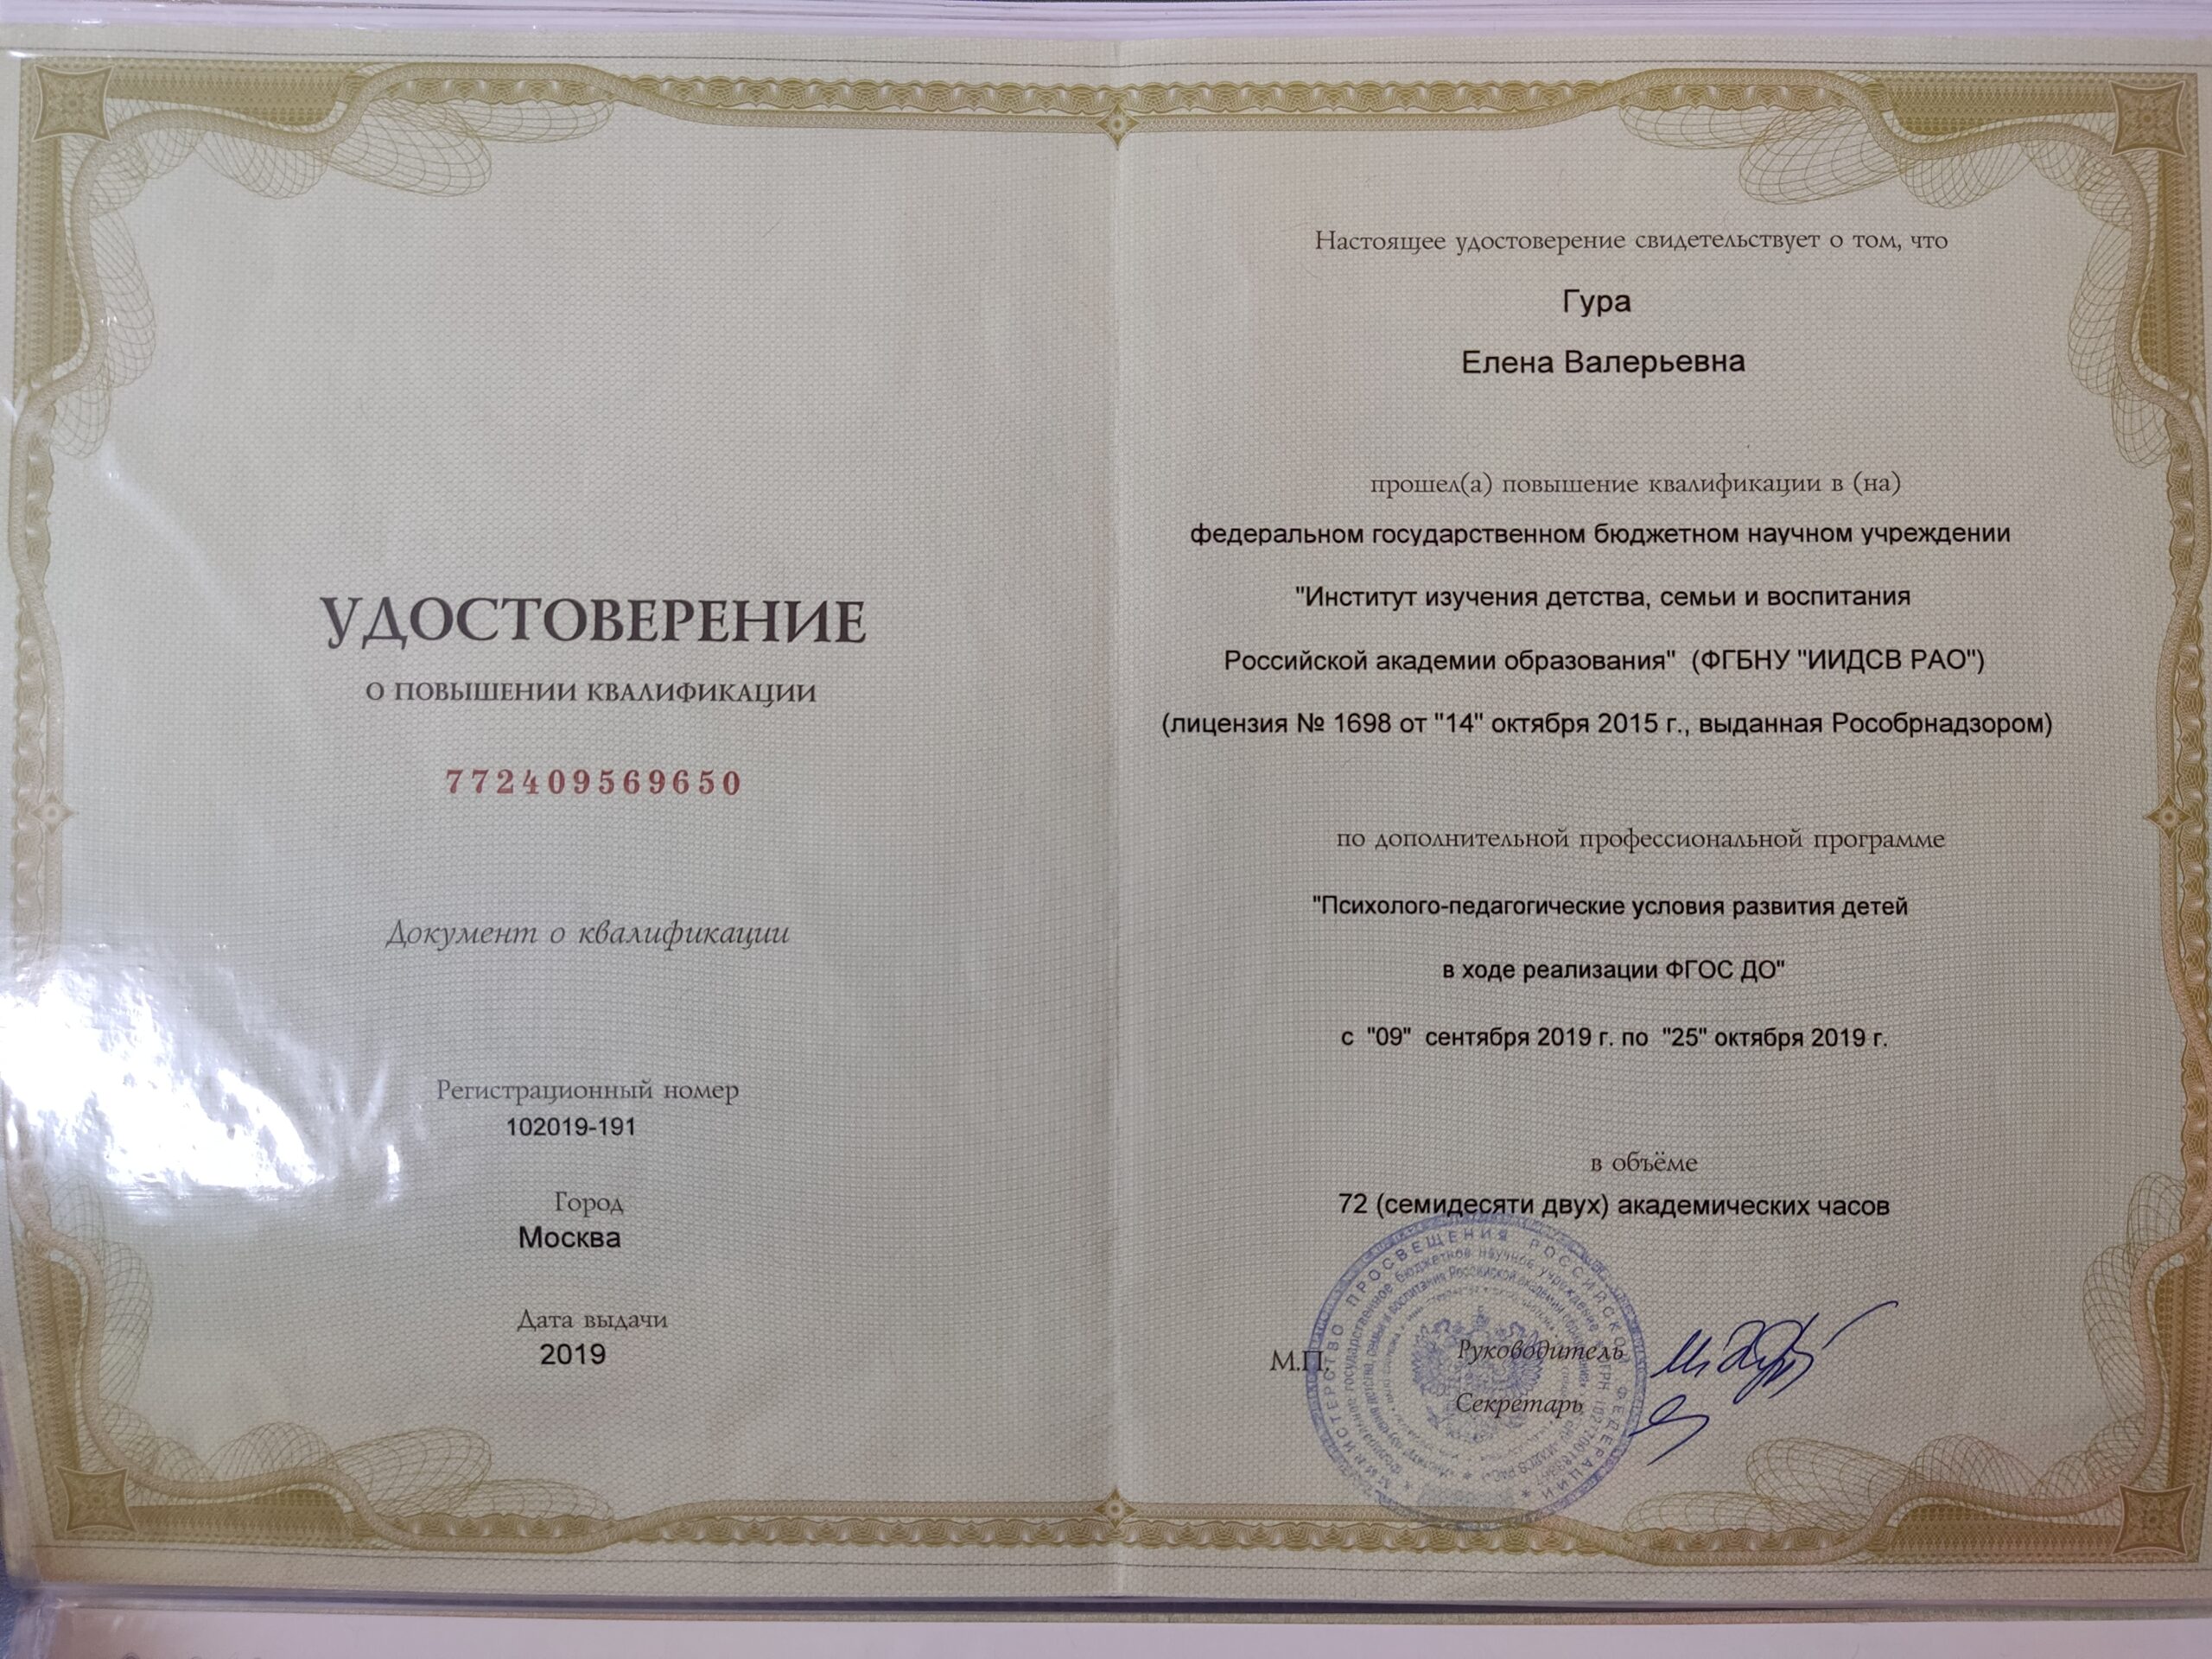 УДОСТОВЕРЕНИЕ
О ПОВЫШЕНИИ КВАЛИФИКАЦИИ
772409569650
Документ о квалификации
Регистрационный номер
102019-191
Город
Москва
Дата выдачи
2019
Настоящее удостоверение свидетельствует о том, что
Гура
Елена Валерьевна
прошел(а) повышение квалификации в (на)
федеральном государственном бюджетном научном учреждении
"Институт изучения детства, семьи и воспитания
Российской академии образования" (ФГБНУ "ИИДСВ РАО")
(лицензия № 1698 от "14" октября 2015 г., выданная Рособрнадзором)
по дополнительной профессиональной программе
"Психолого-педагогические условия развития детей
в ходе реализации ФГОС ДО"
с "09" сентября 2019 г. по "25" октября 2019 г.
в объёме
72 (семидесяти двух) академических часов
М.П.
Руководитель
Секретарь
МИНИСТЕРСТВО ПРОСВЕЩЕНИЯ РОССИЙСКОЙ ФЕДЕРАЦИИ